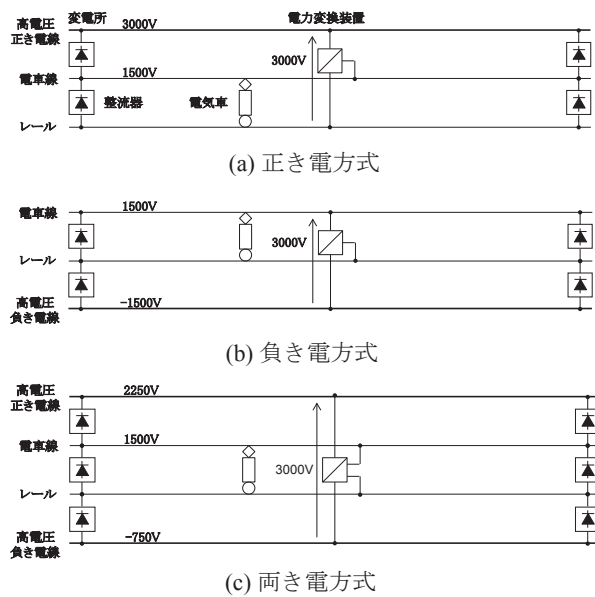 高電圧
正き電線
変電所
3000V
電力変換装置
3000V
電車線
1500V
整流器
電気車
レール
(a) 正き電方式
電車線
1500V
3000V
レール
高電圧
負き電線
-1500V
(b) 負き電方式
高電圧
正き電線
2250V
電車線
1500V
3000V
レール
高電圧
負き電線
-750V
(c) 両き電方式